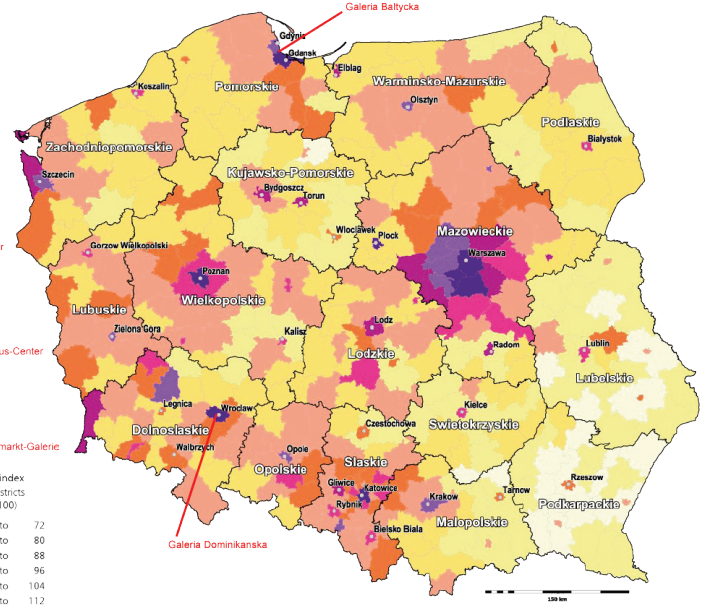 Galeria Baltycka
Gdynia
Gdansk
Elblag
Koszalin
Pomorskie
Warminsko-Mazurskie
Olsztyn
Podlaskie
Bialystok
Zachodniopomorskie
Szczecin
Kujawsko-Pomorskie
Bydgoszcz
Torun
Wloclawek
Plock
Mazowieckie
Warszawa
Gorzow Wielkopolski
Poznan
Wielkopolskie
Lubuskie
Zielona Gora
Kalisz
Lodz
Lodzkie
Radom
Lublin
Lubelskie
us-Center
Legnica
Wroclaw
Dolnoslaskie
Walbrzych
Kielce
Swietokrzyskie
Czestochowa
Opole
Opolskie
Slaskie
Gliwice
Katowice
Rybnik
Krakow
Tarnow
Malopolskie
Rzeszow
Podkarpackie
Bielsko Biala
markt-Galerie
Galeria Dominikanska
index
stricts
100)
to 72
to 80
to 88
to 96
to 104
to 112
150 km